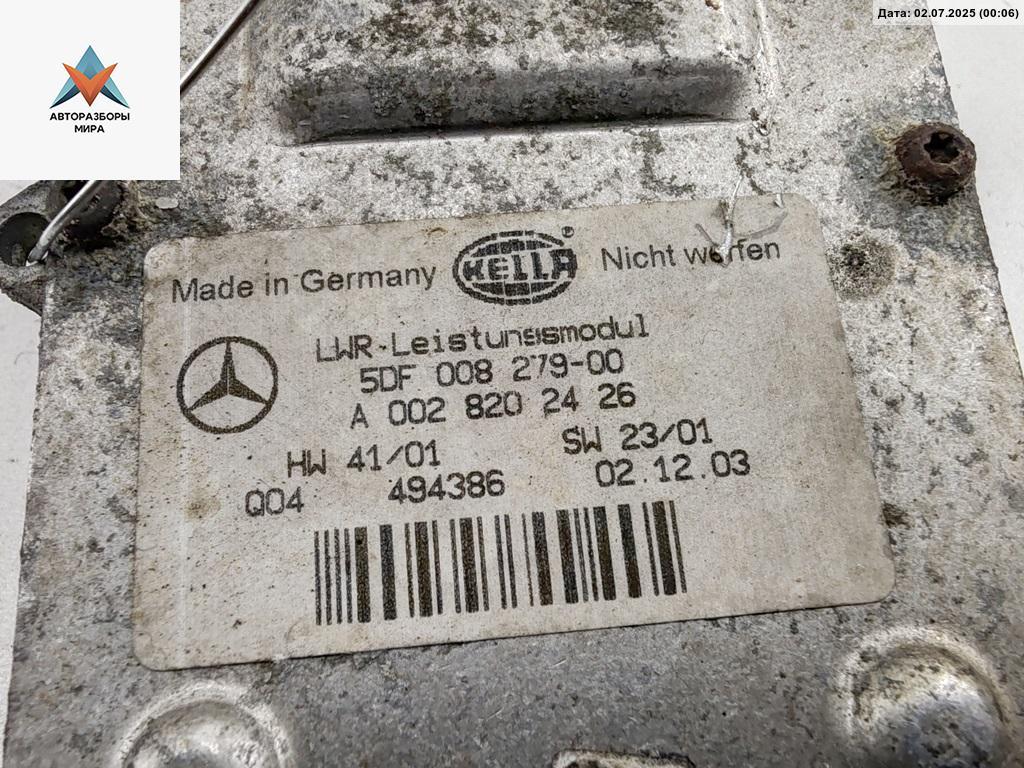 Дата: 02.07.2025 (00:06)
АВТОРАЗБОРЫ
МИРА
Made in Germany HELLA® Nicht werfen
LWR-Leistungsmodul
5DF 008 279-00
A 002 820 24 26
HW 41/01 SW 23/01
Q04 494386 02.12.03